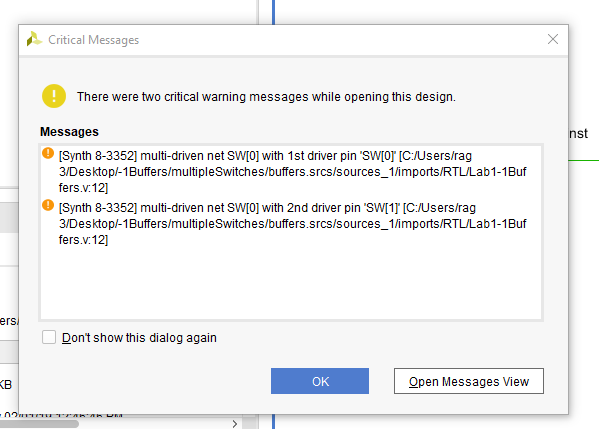 Critical Messages
There were two critical warning messages while opening this design.
nst
Messages
[Synth 8-3352] multi-driven net SW[0] with 1st driver pin 'SW[0]' [C:/Users/rag
3/Desktop/-1Buffers/multipleSwitches/buffers.srcs/sources_1/imports/RTL/Lab1-1Buf
fers.v:12]
[Synth 8-3352] multi-driven net SW[0] with 2nd driver pin 'SW[1]' [C:/Users/rag
3/Desktop/-1Buffers/multipleSwitches/buffers.srcs/sources_1/imports/RTL/Lab1-1Buf
fers.v:12]
ers/
Don't show this dialog again
KB
OK
Open Messages View